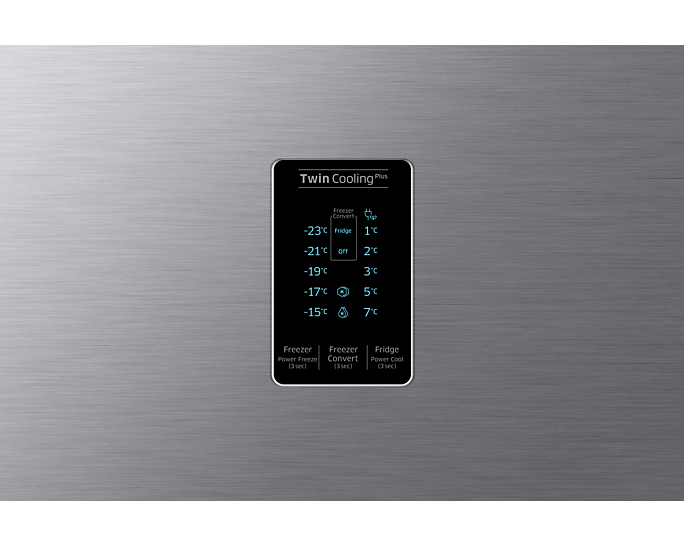 Twin Cooling Plus
Freezer
Convert
-23°C Fridge 1°C
-21°C Off 2°C
-19°C 3°C
-17°C 5°C
-15°C 7°C
Freezer Freezer Fridge
Power Freeze Convert Power Cool
(3 sec) (3 sec) (3 sec)